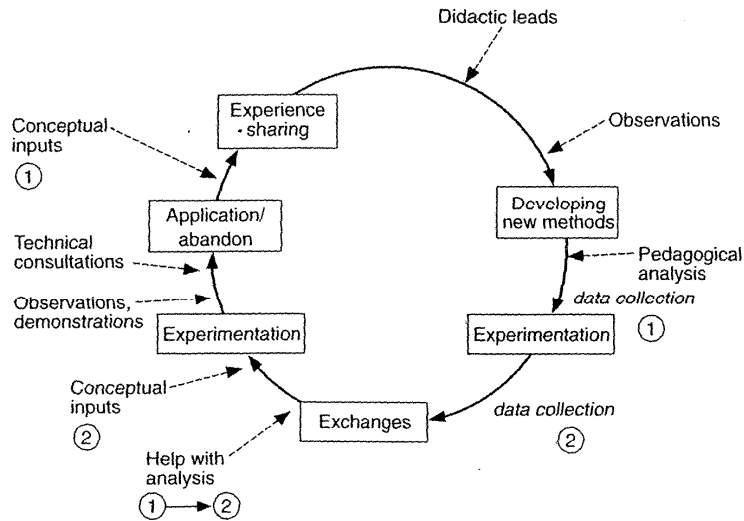 Didactic leads
Experience
sharing
Conceptual
inputs
1
Observations
Application/
abandon
Developing
new methods
Technical
consultations
Pedagogical
analysis
data collection
1
Observations,
demonstrations
Experimentation
Experimentation
Conceptual
inputs
2
Exchanges
data collection
2
Help with
analysis
1 2